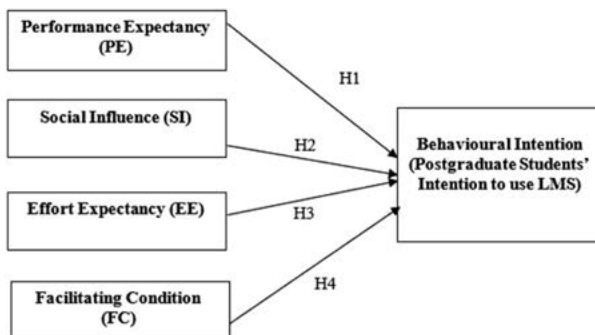 Performance Expectancy
(PE)
H1
Social Influence (SI)
H2
Behavioural Intention
(Postgraduate Students'
Intention to use LMS)
Effort Expectancy (EE)
H3
Facilitating Condition
(FC)
H4